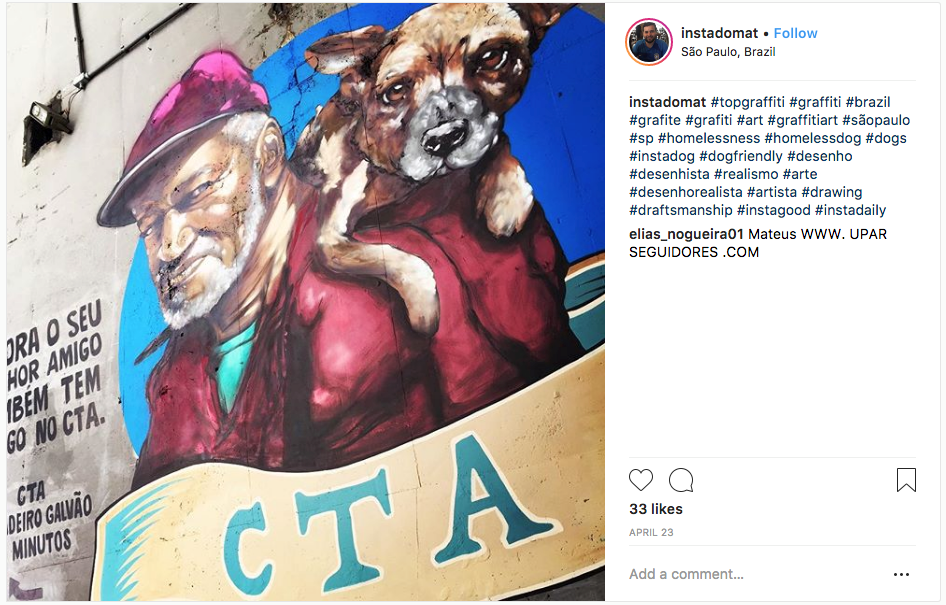 ORA O SEU
HOR AMIGO
MBÉM TEM
GO NO CTA.
CTA
DEIRO GALVÃO
MINUTOS
CTA
instadomat • Follow
São Paulo, Brazil
instadomat #topgraffiti #graffiti #brazil
#grafite #grafiti #art #graffitiart #sãopaulo
#sp #homelessness #homelessdog #dogs
#instadog #dogfriendly #desenho
#desenhista #realismo #arte
#desenhorealista #artista #drawing
#draftsmanship #instagood #instadaily
elias_nogueira01 Mateus WWW. UPAR
SEGUIDORES .COM
33 likes
APRIL 23
Add a comment...